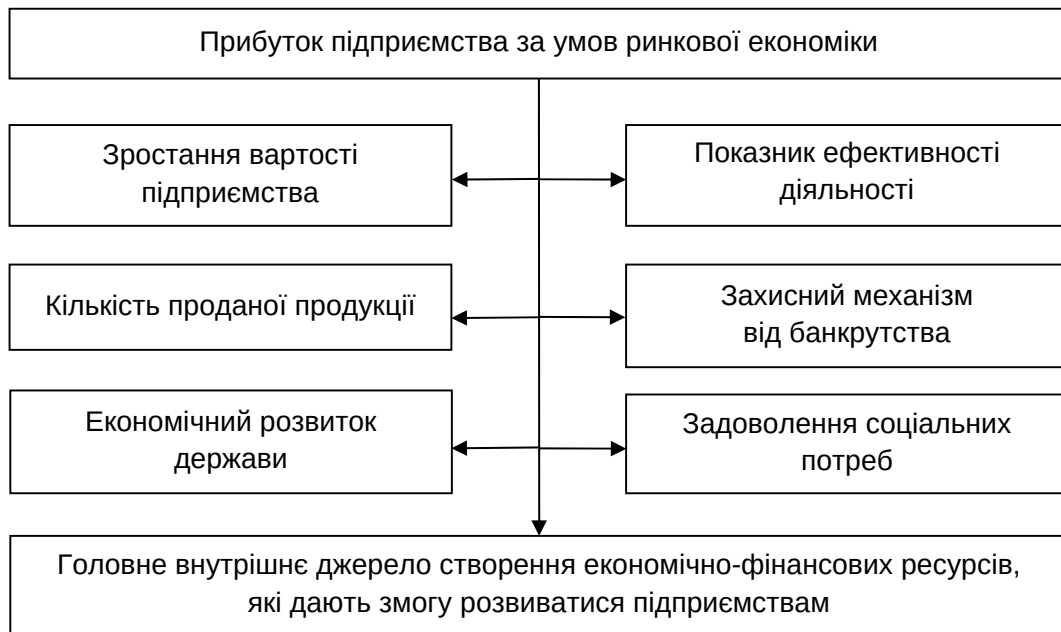 Прибуток підприємства за умов ринкової економіки
Зростання вартості
підприємства
Показник ефективності
діяльності
Кількість проданої продукції
Захисний механізм
від банкрутства
Економічний розвиток
держави
Задоволення соціальних
потреб
Головне внутрішнє джерело створення економічно-фінансових ресурсів,
які дають змогу розвиватися підприємствам